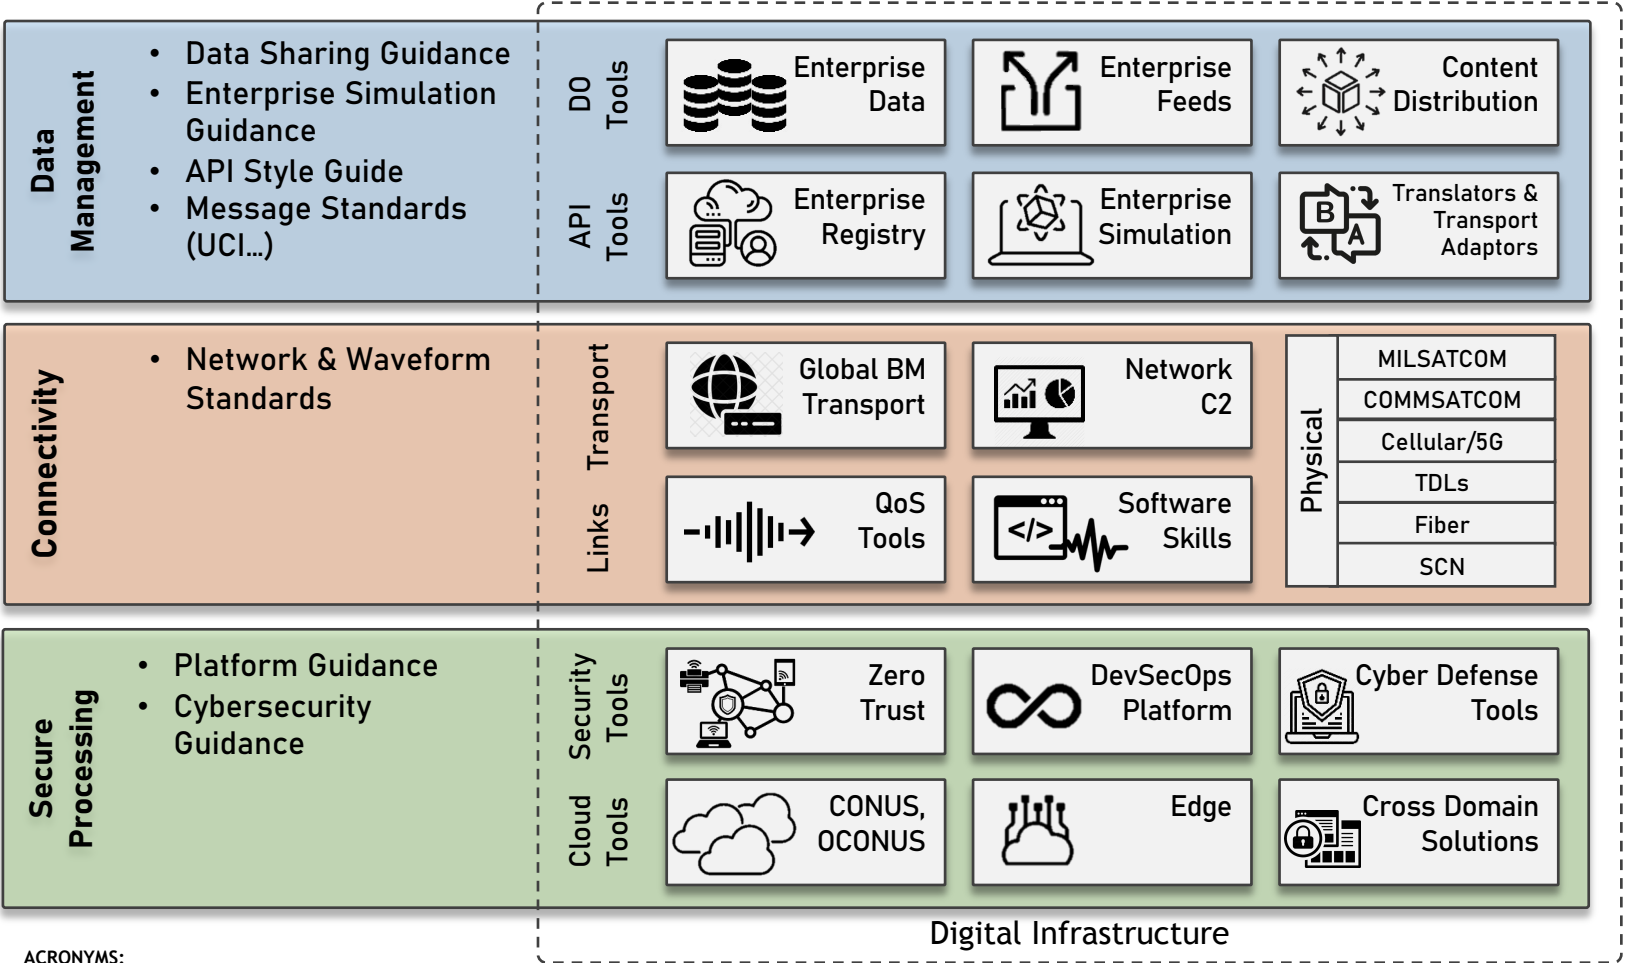 Data
Management
• Data Sharing Guidance
• Enterprise Simulation
Guidance
• API Style Guide
• Message Standards
(UCI...)
DO
Tools
Enterprise
Data
Enterprise
Feeds
Content
Distribution
API
Tools
Enterprise
Registry
Enterprise
Simulation
B
A
Translators &
Transport
Adaptors
Connectivity
• Network & Waveform
Standards
Transport
Global BM
Transport
Network
C2
Links
QoS
Tools
</>
Software
Skills
Physical
MILSATCOM
COMMSATCOM
Cellular/5G
TDLs
Fiber
SCN
Secure
Processing
• Platform Guidance
• Cybersecurity
Guidance
Security
Tools
Zero
Trust
DevSecOps
Platform
Cyber Defense
Tools
Cloud
Tools
CONUS,
OCONUS
Edge
Cross Domain
Solutions
Digital Infrastructure
ACRONYMS: